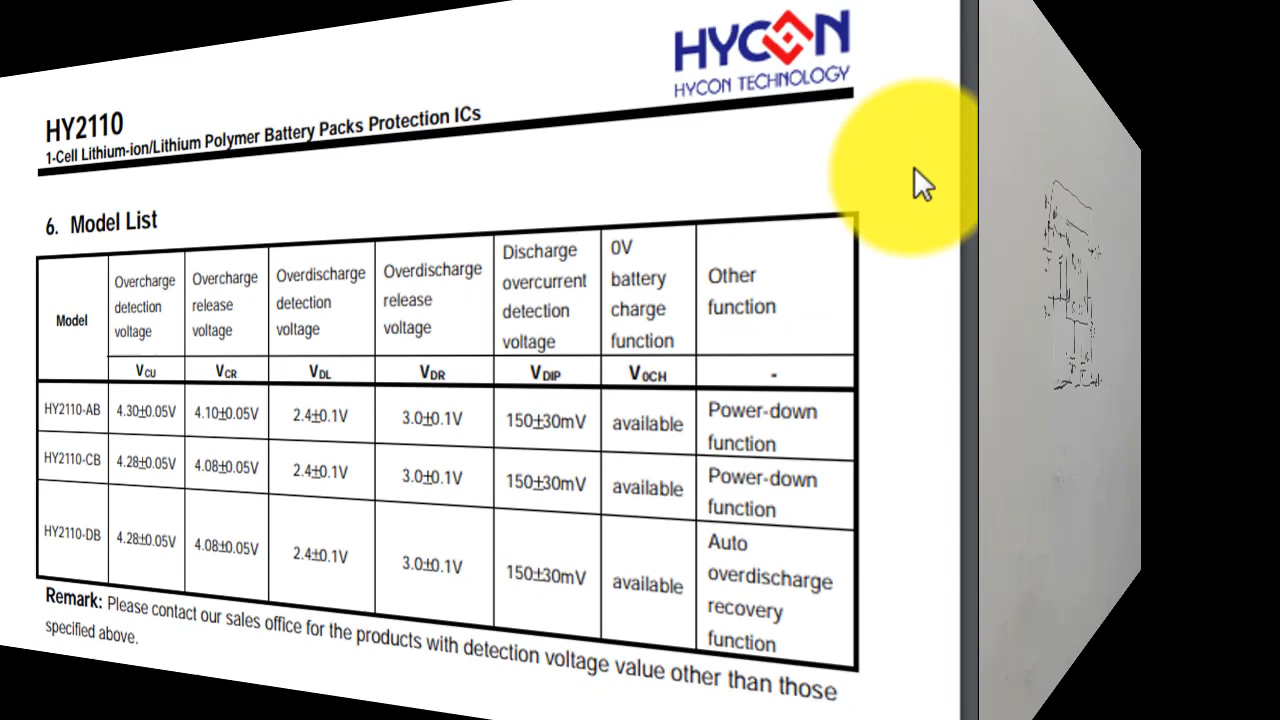 HYCON
HYCON TECHNOLOGY
HY2110
1-Cell Lithium-ion/Lithium Polymer Battery Packs Protection ICs
6. Model List
Model
Overcharge detection voltage
Overcharge release voltage
Overdischarge detection voltage
Overdischarge release voltage
Discharge overcurrent detection voltage
0V battery charge function
Other function
VCU VCR VDL VDR VDIP V0CH -
HY2110-AB 4.30±0.05V 4.10±0.05V 2.4±0.1V 3.0±0.1V 150±30mV available Power-down function
HY2110-CB 4.28±0.05V 4.08±0.05V 2.4±0.1V 3.0±0.1V 150±30mV available Power-down function
HY2110-DB 4.28±0.05V 4.08±0.05V 2.4±0.1V 3.0±0.1V 150±30mV available Auto overdischarge recovery function
Remark: Please contact our sales office for the products with detection voltage value other than those
specified above.